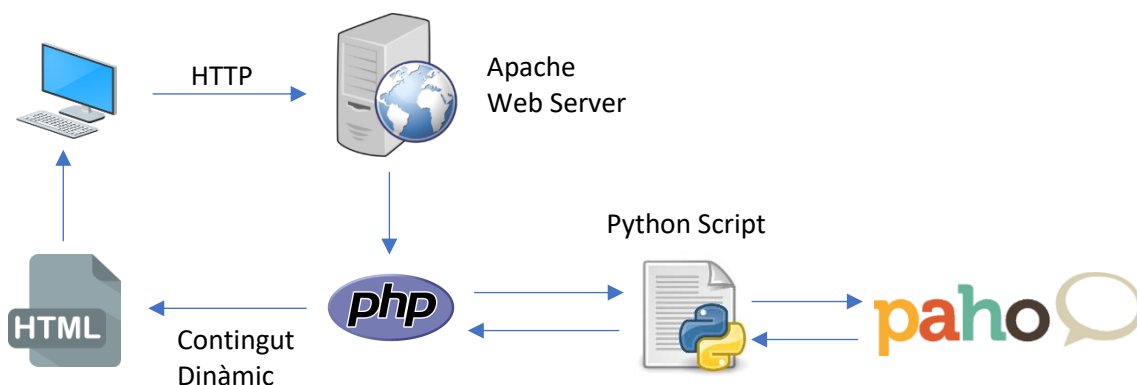 HTTP
Apache
Web Server
Python Script
HTML
php
paho
Contingut
Dinàmic